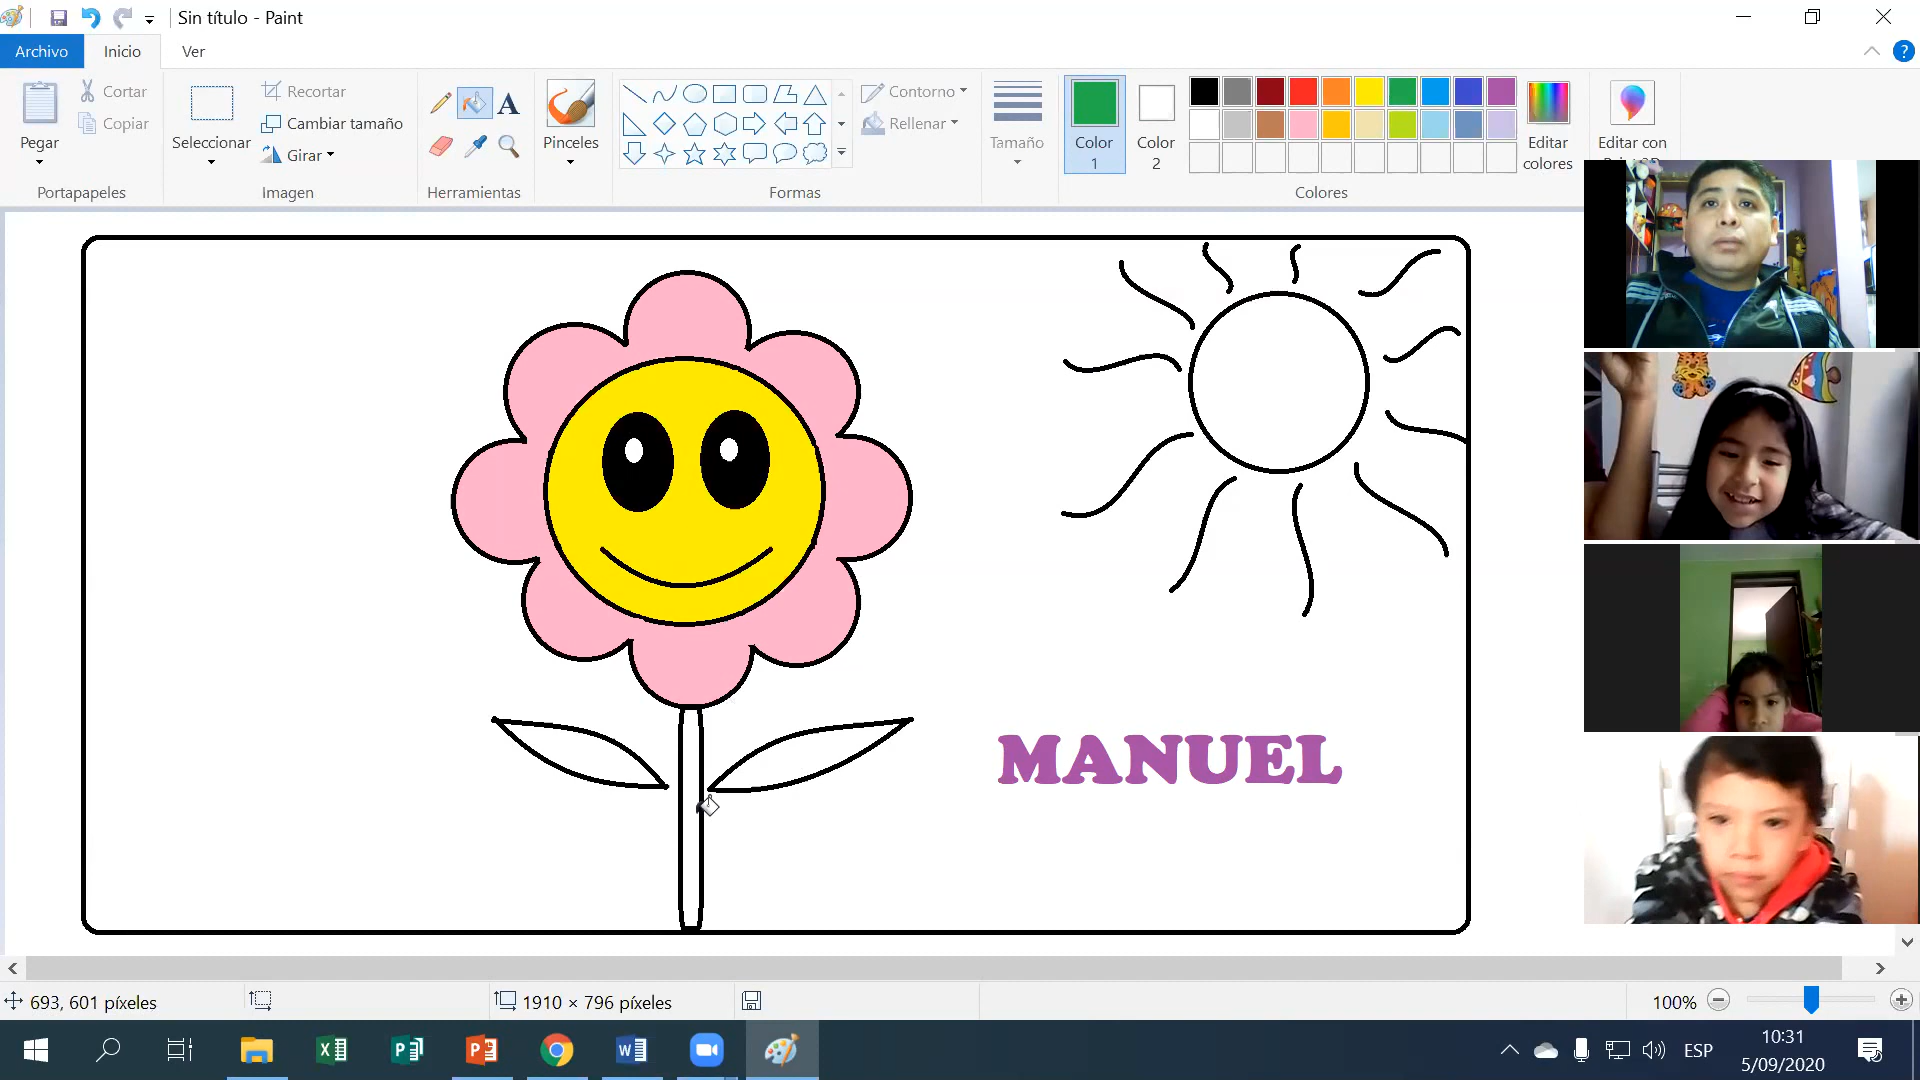 Sin título - Paint
Archivo Inicio Ver
Pegar
Cortar
Copiar
Portapapeles
Seleccionar
Recortar
Cambiar tamaño
Girar
Imagen
A
Herramientas
Pinceles
Contorno
Rellenar
Formas
Tamaño
Color
1
Color
2
Editar
colores
Colores
Editar con
MANUEL
693, 601 píxeles
1910 × 796 píxeles
100%
ESP
10:31
5/09/2020